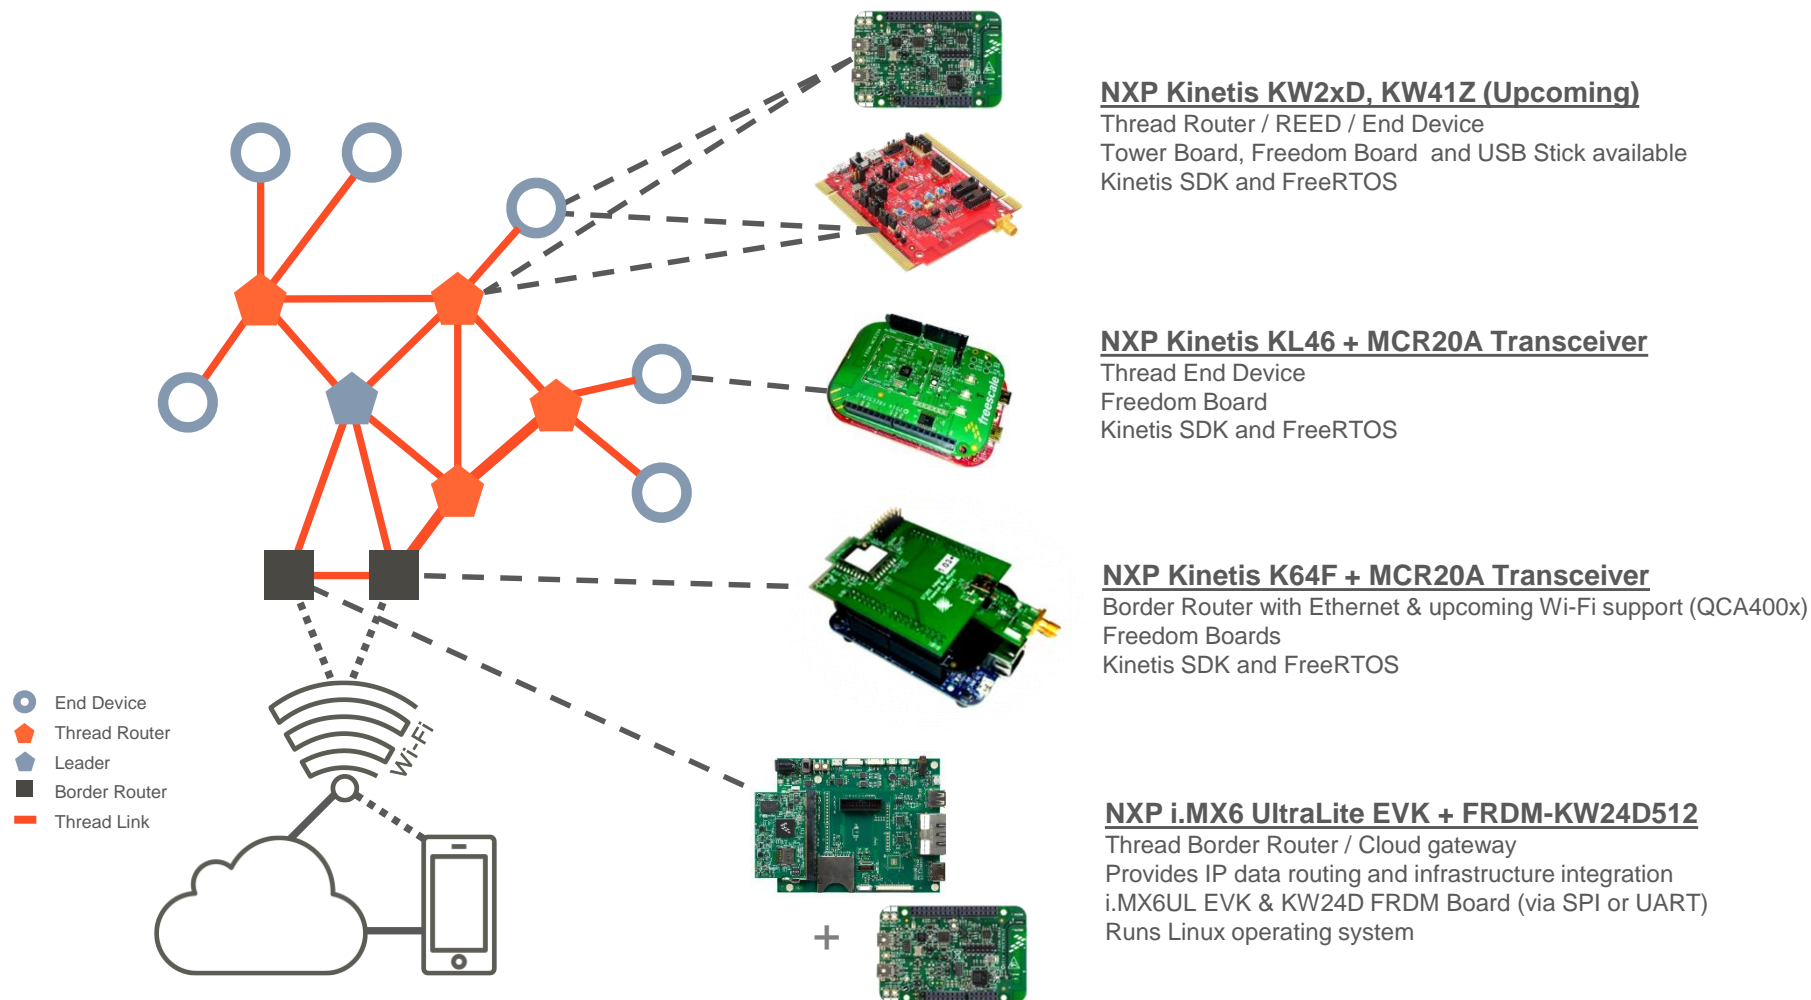 NXP Kinetis KW2xD, KW41Z (Upcoming)
Thread Router / REED / End Device
Tower Board, Freedom Board and USB Stick available
Kinetis SDK and FreeRTOS
NXP Kinetis KL46 + MCR20A Transceiver
Thread End Device
Freedom Board
Kinetis SDK and FreeRTOS
freescale
NXP Kinetis K64F + MCR20A Transceiver
Border Router with Ethernet & upcoming Wi-Fi support (QCA400x)
Freedom Boards
Kinetis SDK and FreeRTOS
End Device
Thread Router
Leader
Border Router
Thread Link
Wi-Fi
NXP i.MX6 UltraLite EVK + FRDM-KW24D512
Thread Border Router / Cloud gateway
Provides IP data routing and infrastructure integration
i.MX6UL EVK & KW24D FRDM Board (via SPI or UART)
Runs Linux operating system
+